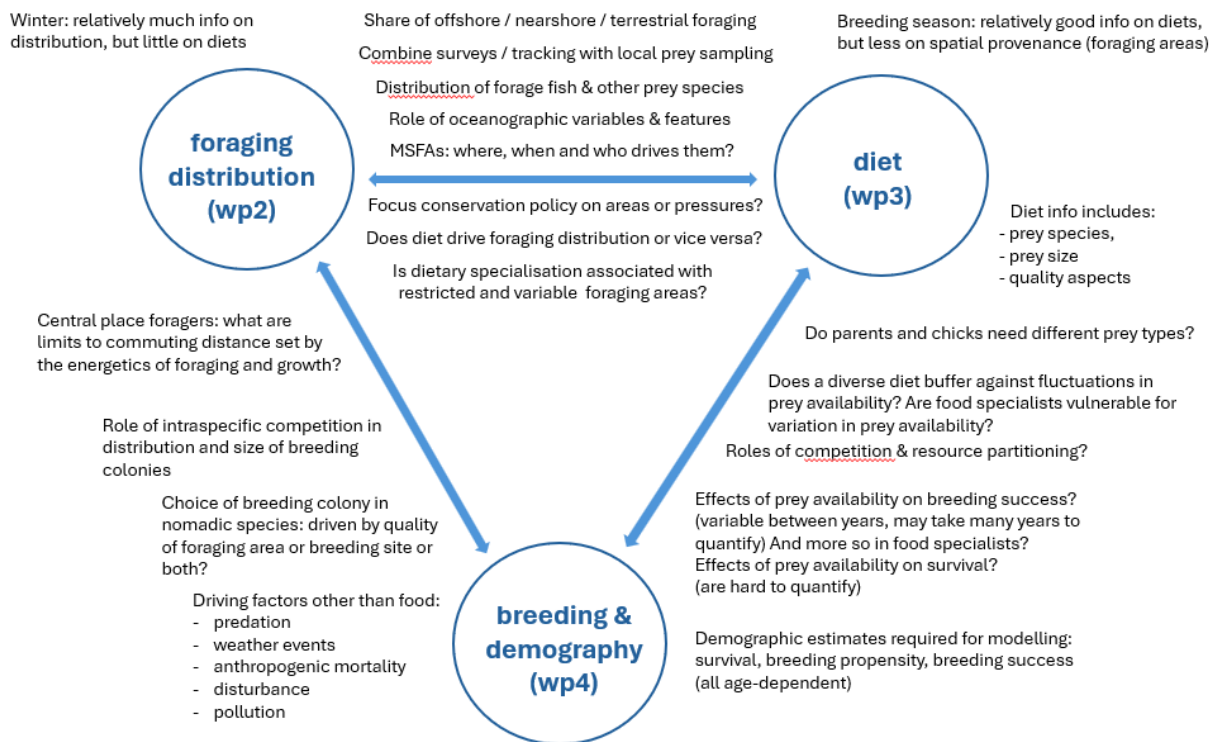 Winter: relatively much info on
distribution, but little on diets
Share of offshore / nearshore / terrestrial foraging
Combine surveys / tracking with local prey sampling
Distribution of forage fish & other prey species
Role of oceanographic variables & features
MSFAs: where, when and who drives them?
Breeding season: relatively good info on diets,
but less on spatial provenance (foraging areas)
foraging
distribution
(wp2)
diet
(wp3)
Focus conservation policy on areas or pressures?
Does diet drive foraging distribution or vice versa?
Is dietary specialisation associated with
restricted and variable foraging areas?
Diet info includes:
- prey species,
- prey size
- quality aspects
Central place foragers: what are
limits to commuting distance set by
the energetics of foraging and growth?
Role of intraspecific competition in
distribution and size of breeding
colonies
Choice of breeding colony in
nomadic species: driven by quality
of foraging area or breeding site or
both?
Driving factors other than food:
- predation
- weather events
- anthropogenic mortality
- disturbance
- pollution
Do parents and chicks need different prey types?
Does a diverse diet buffer against fluctuations in
prey availability? Are food specialists vulnerable for
variation in prey availability?
Roles of competition & resource partitioning?
Effects of prey availability on breeding success?
(variable between years, may take many years to
quantify) And more so in food specialists?
Effects of prey availability on survival?
(are hard to quantify)
breeding &
demography
(wp4)
Demographic estimates required for modelling:
survival, breeding propensity, breeding success
(all age-dependent)